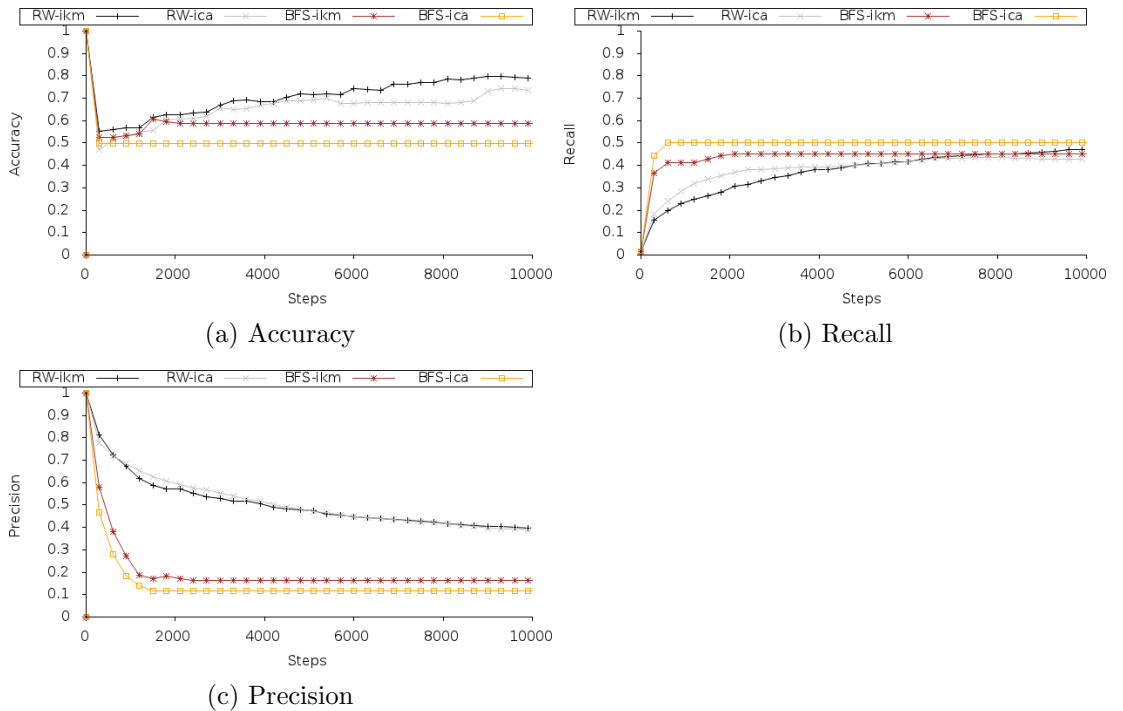 RW-ikm RW-ica BFS-ikm BFS-ica
1
0.9
0.8
0.7
0.6
0.5
0.4
0.3
0.2
0.1
0
Accuracy
0 2000 4000 6000 8000 10000
Steps
(a) Accuracy
RW-ikm RW-ica BFS-ikm BFS-ica
1
0.9
0.8
0.7
0.6
0.5
0.4
0.3
0.2
0.1
0
Recall
0 2000 4000 6000 8000 10000
Steps
(b) Recall
RW-ikm RW-ica BFS-ikm BFS-ica
1
0.9
0.8
0.7
0.6
0.5
0.4
0.3
0.2
0.1
0
Precision
0 2000 4000 6000 8000 10000
Steps
(c) Precision